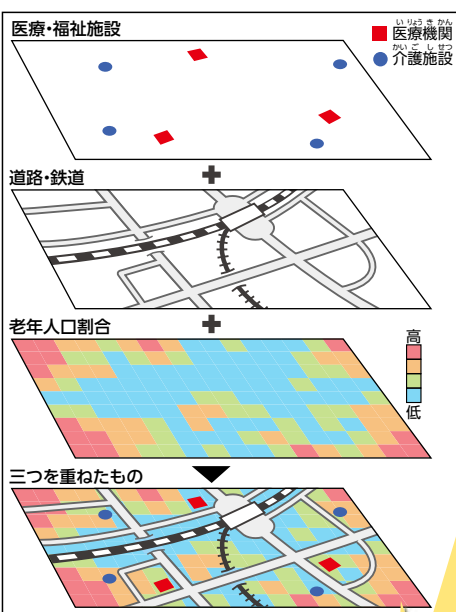 医療・福祉施設
いりょうきかん
医療機関
かいごしせつ
介護施設
道路・鉄道
老年人口割合
高
低
三つを重ねたもの